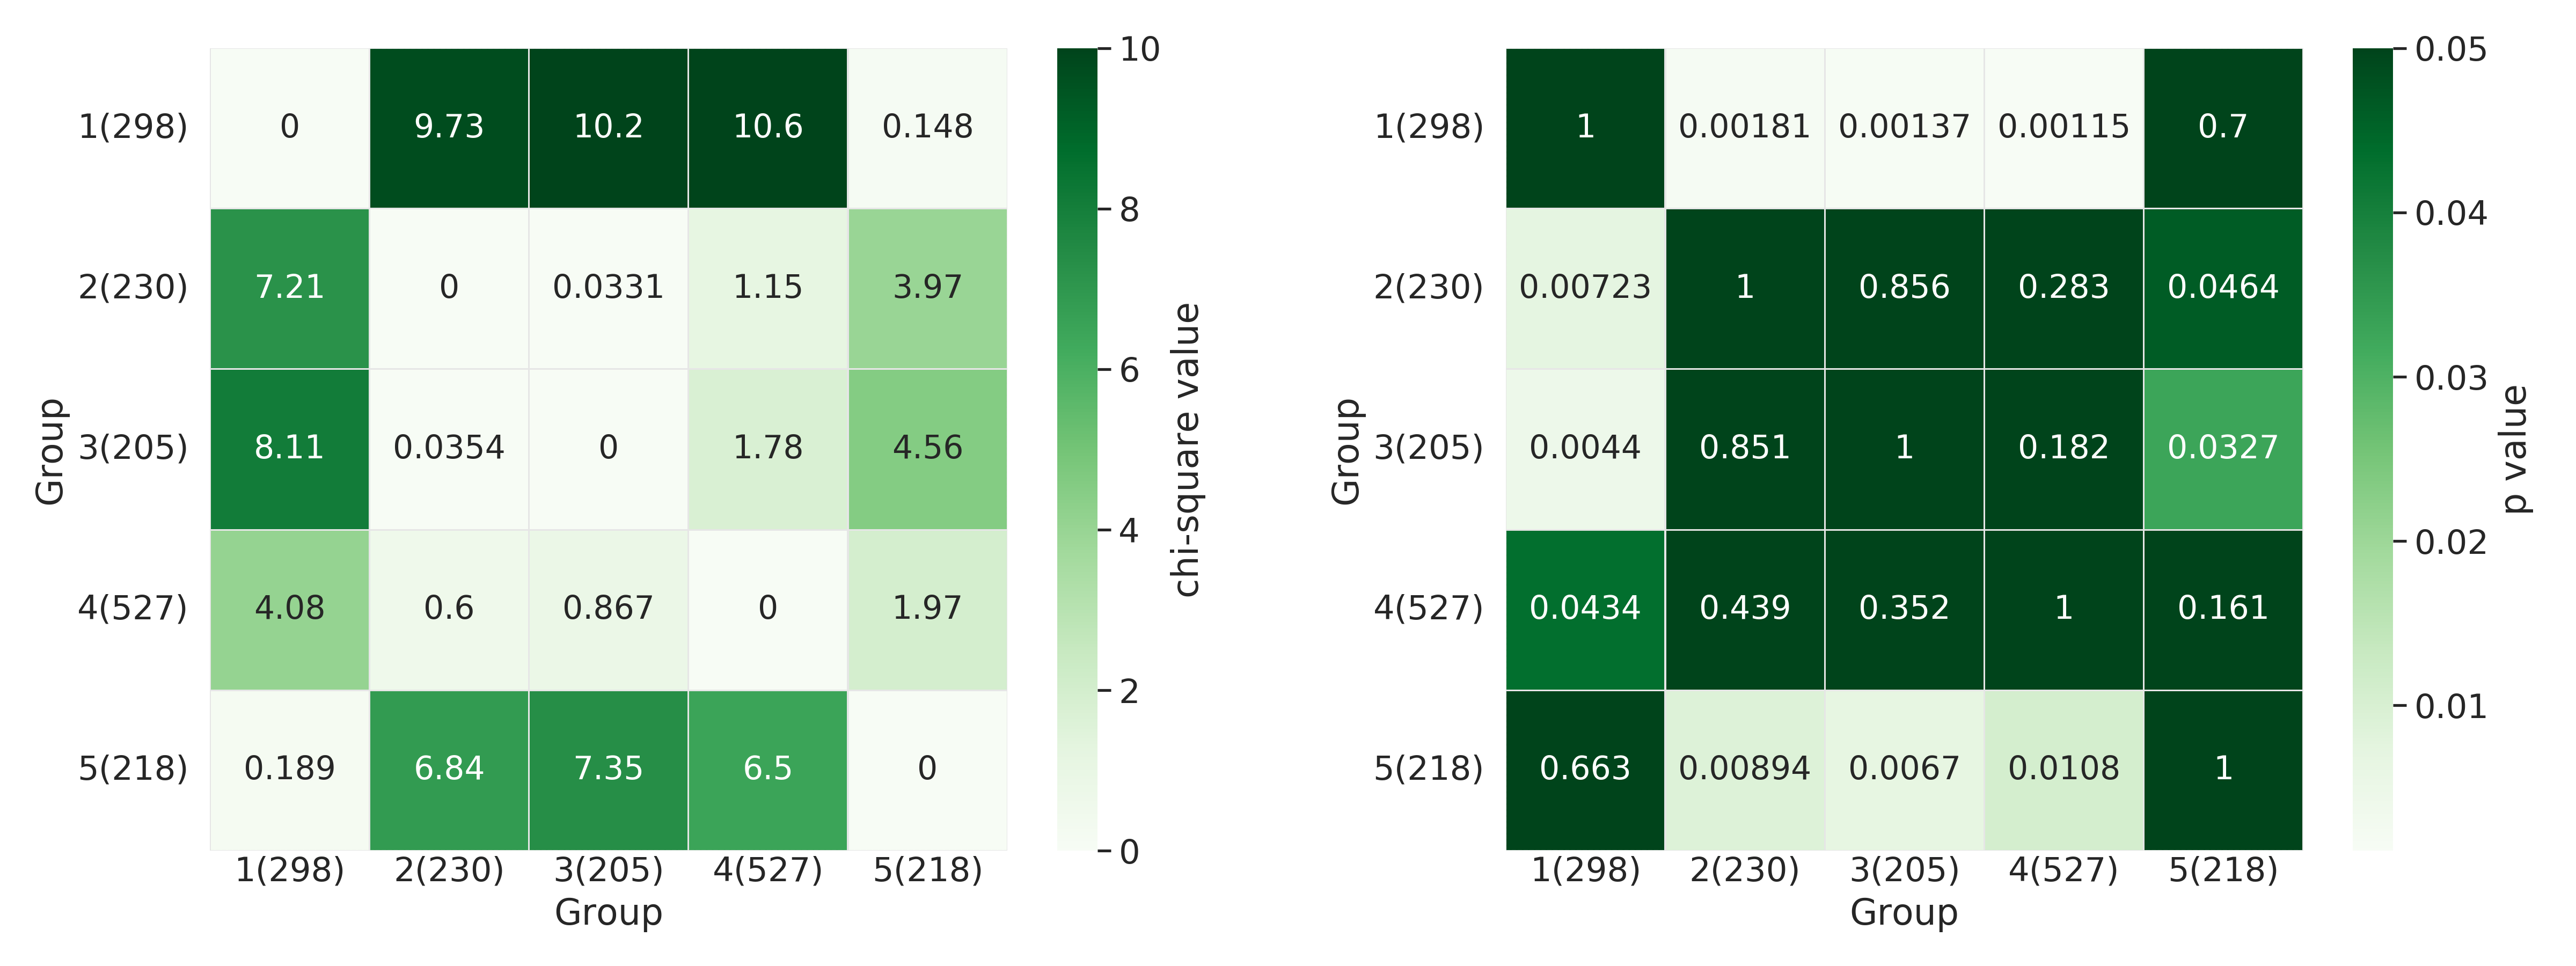 1(298) 0 9.73 10.2 10.6 0.148
2(230) 7.21 0 0.0331 1.15 3.97
3(205) 8.11 0.0354 0 1.78 4.56
4(527) 4.08 0.6 0.867 0 1.97
5(218) 0.189 6.84 7.35 6.5 0
1(298) 2(230) 3(205) 4(527) 5(218)
Group
Group
10
8
6
4
2
0
chi-square value
1(298) 1 0.00181 0.00137 0.00115 0.7
2(230) 0.00723 1 0.856 0.283 0.0464
3(205) 0.0044 0.851 1 0.182 0.0327
4(527) 0.0434 0.439 0.352 1 0.161
5(218) 0.663 0.00894 0.0067 0.0108 1
1(298) 2(230) 3(205) 4(527) 5(218)
Group
Group
0.05
0.04
0.03
0.02
0.01
p value